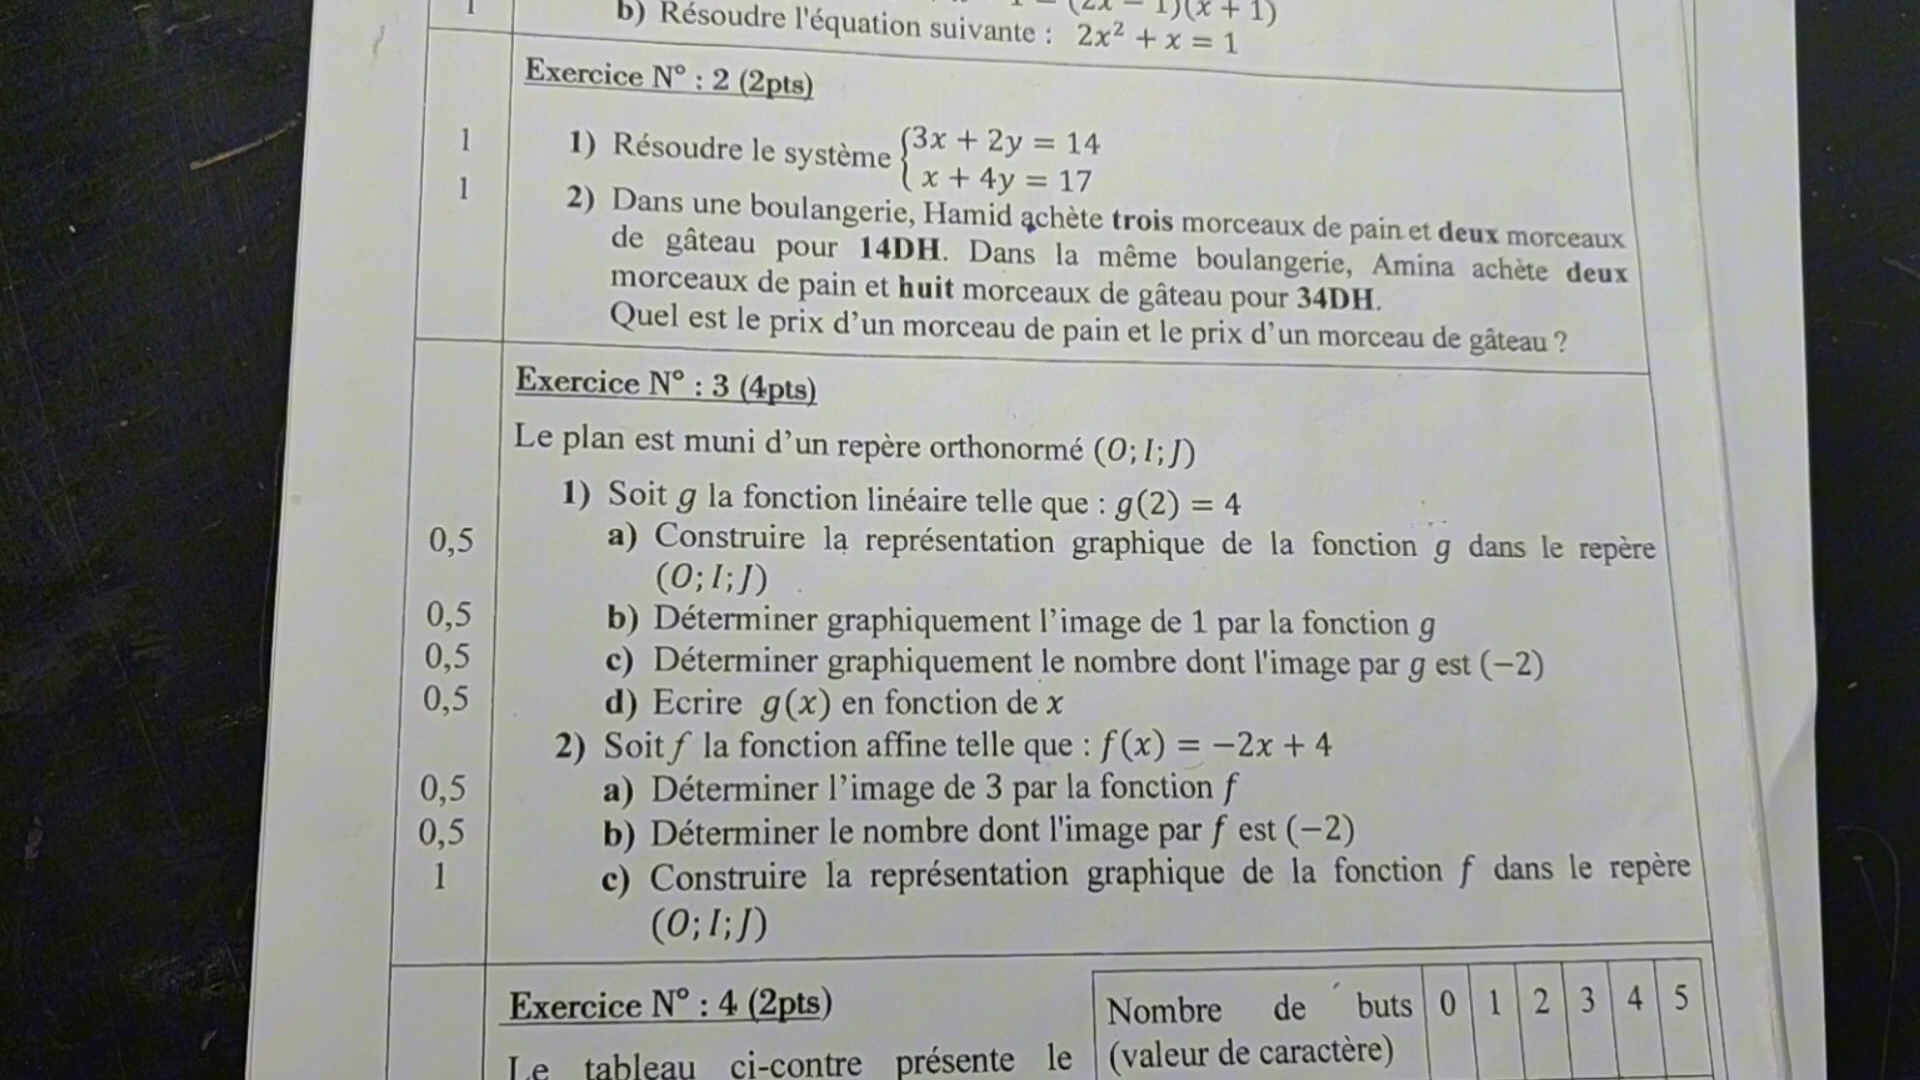 1 b) Résoudre l'équation suivante : 2x² + x = 1
(2x − 1)(x + 1)
Exercice N° : 2 (2pts)
1 1) Résoudre le système {3x + 2y = 14
x + 4y = 17
1 2) Dans une boulangerie, Hamid achète trois morceaux de pain et deux morceaux
de gâteau pour 14DH. Dans la même boulangerie, Amina achète deux
morceaux de pain et huit morceaux de gâteau pour 34DH.
Quel est le prix d'un morceau de pain et le prix d'un morceau de gâteau ?
Exercice N° : 3 (4pts)
Le plan est muni d'un repère orthonormé (O; I; J)
1) Soit g la fonction linéaire telle que : g(2) = 4
0,5 a) Construire la représentation graphique de la fonction g dans le repère
(O; I; J)
0,5 b) Déterminer graphiquement l'image de 1 par la fonction g
0,5 c) Déterminer graphiquement le nombre dont l'image par g est (−2)
0,5 d) Ecrire g(x) en fonction de x
2) Soit f la fonction affine telle que : f(x) = −2x + 4
0,5 a) Déterminer l'image de 3 par la fonction f
0,5 b) Déterminer le nombre dont l'image par f est (−2)
1 c) Construire la représentation graphique de la fonction f dans le repère
(O; I; J)
Exercice N° : 4 (2pts)
Le tableau ci-contre présente le
Nombre de buts 0 1 2 3 4 5
(valeur de caractère)